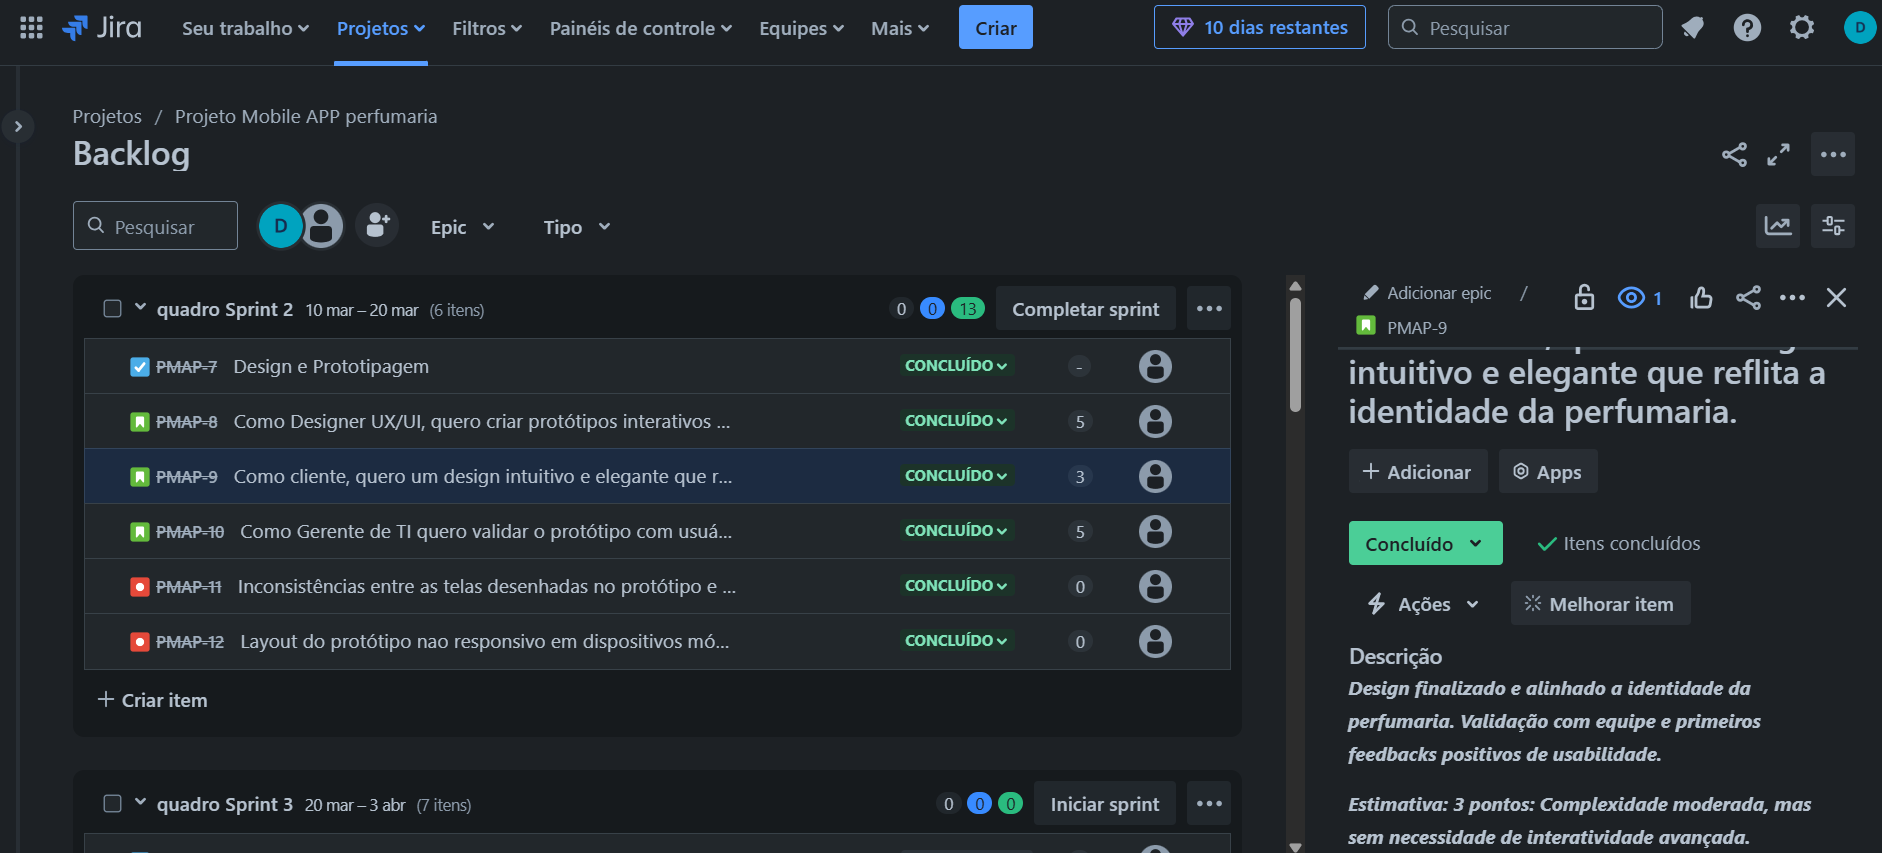 Jira Seu trabalho Projetos Filtros Painéis de controle Equipes Mais Criar 10 dias restantes Pesquisar D
Projetos / Projeto Mobile APP perfumaria
Backlog
Pesquisar D Epic Tipo
quadro Sprint 2 10 mar – 20 mar (6 itens) 0 0 13 Completar sprint
PMAP-7 Design e Prototipagem CONCLUÍDO -
PMAP-8 Como Designer UX/UI, quero criar protótipos interativos ... CONCLUÍDO 5
PMAP-9 Como cliente, quero um design intuitivo e elegante que r... CONCLUÍDO 3
PMAP-10 Como Gerente de TI quero validar o protótipo com usuá... CONCLUÍDO 5
PMAP-11 Inconsistências entre as telas desenhadas no protótipo e ... CONCLUÍDO 0
PMAP-12 Layout do protótipo nao responsivo em dispositivos mó... CONCLUÍDO 0
Criar item
quadro Sprint 3 20 mar – 3 abr (7 itens) 0 0 0 Iniciar sprint
Adicionar epic / 1
PMAP-9
intuitivo e elegante que reflita a
identidade da perfumaria.
Adicionar Apps
Concluído Itens concluídos
Ações Melhorar item
Descrição
Design finalizado e alinhado a identidade da
perfumaria. Validação com equipe e primeiros
feedbacks positivos de usabilidade.
Estimativa: 3 pontos: Complexidade moderada, mas
sem necessidade de interatividade avançada.